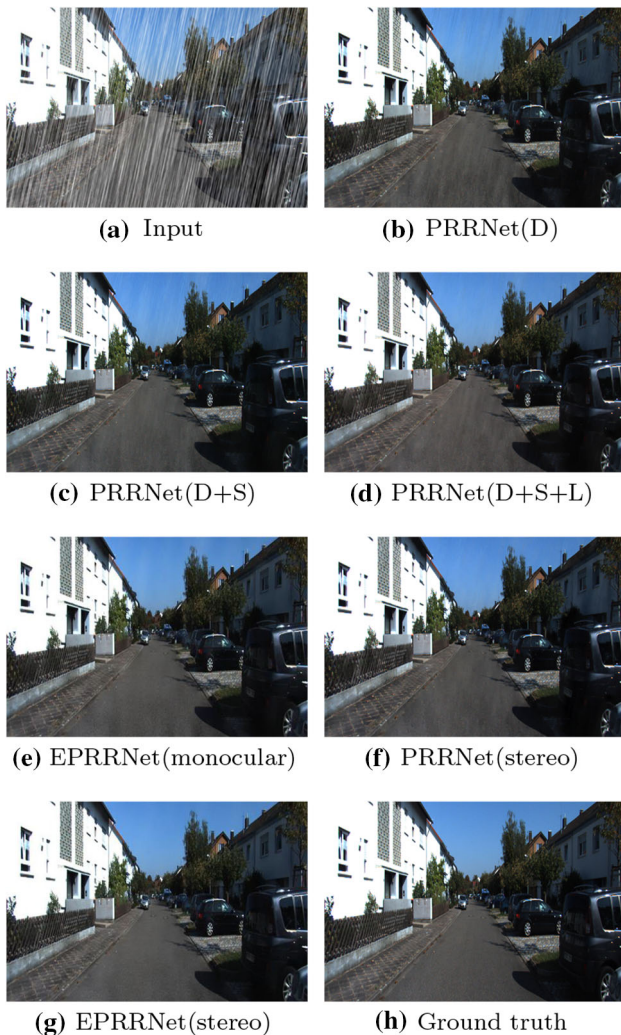 (a) Input
(b) PRRNet(D)
(c) PRRNet(D+S)
(d) PRRNet(D+S+L)
(e) EPRRNet(monocular)
(f) PRRNet(stereo)
(g) EPRRNet(stereo)
(h) Ground truth